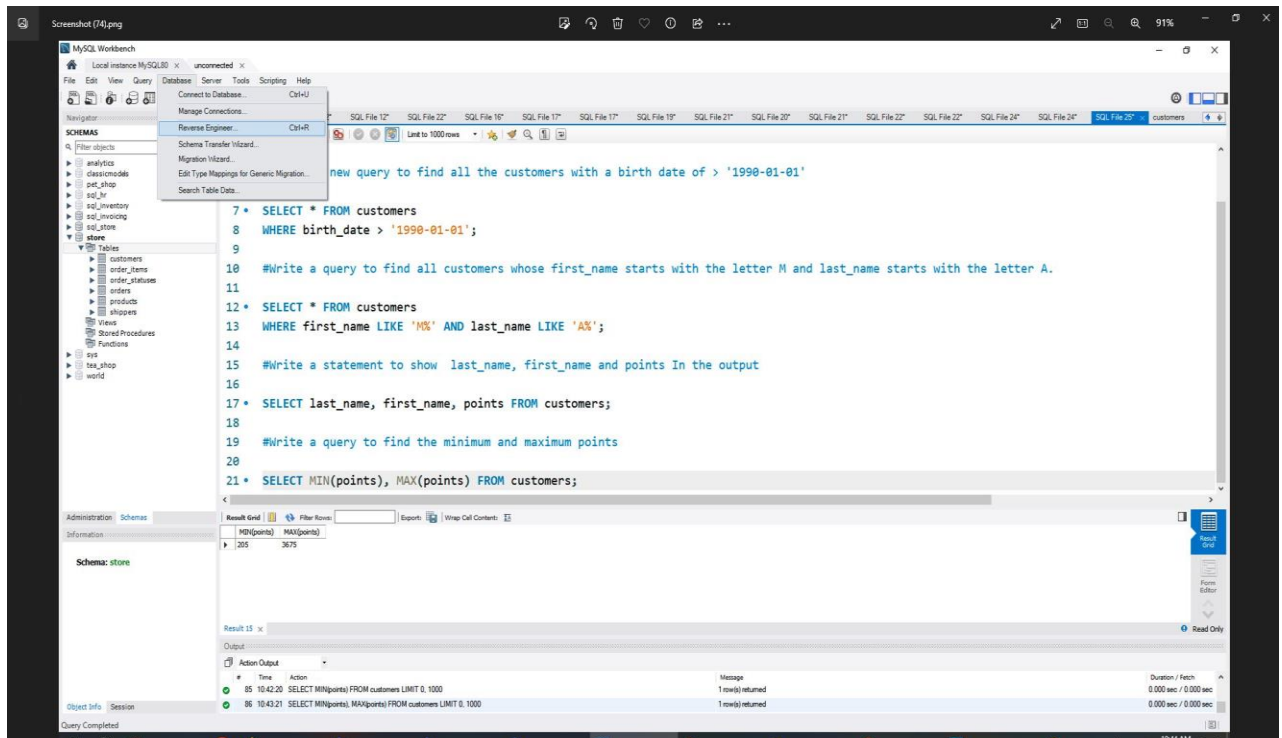 Screenshot (74).png
91%
MySQL Workbench
Local instance MySQL80 × unconnected ×
File Edit View Query Database Server Tools Scripting Help
Connect to Database... Ctrl+U
Manage Connections...
Reverse Engineer... Ctrl+R
Schema Transfer Wizard...
Migration Wizard...
Edit Type Mappings for Generic Migration...
Search Table Data...
Navigator
SQL File 12* SQL File 22* SQL File 16* SQL File 17* SQL File 17* SQL File 19* SQL File 21* SQL File 20* SQL File 21* SQL File 22* SQL File 22* SQL File 24* SQL File 24* SQL File 25* × customers
SCHEMAS
Limit to 1000 rows
Filter objects
analytics
classicmodels
pet_shop
sql_hr
sql_inventory
sql_invoicing
sql_store
store
Tables
customers
order_items
order_statuses
orders
products
shippers
Views
Stored Procedures
Functions
sys
tea_shop
world
new query to find all the customers with a birth date of > '1990-01-01'
7 SELECT * FROM customers
8 WHERE birth_date > '1990-01-01';
9
10 #Write a query to find all customers whose first_name starts with the letter M and last_name starts with the letter A.
11
12 SELECT * FROM customers
13 WHERE first_name LIKE 'M%' AND last_name LIKE 'A%';
14
15 #Write a statement to show last_name, first_name and points In the output
16
17 SELECT last_name, first_name, points FROM customers;
18
19 #Write a query to find the minimum and maximum points
20
21 SELECT MIN(points), MAX(points) FROM customers;
Administration Schemas
Information
Schema: store
Result Grid Filter Rows: Export: Wrap Cell Content:
MIN(points) MAX(points)
205 3675
Result Grid
Form Editor
Result 15 ×
Read Only
Output
Action Output
# Time Action Message Duration / Fetch
85 10:42:20 SELECT MIN(points) FROM customers LIMIT 0, 1000 1 row(s) returned 0.000 sec / 0.000 sec
86 10:43:21 SELECT MIN(points), MAX(points) FROM customers LIMIT 0, 1000 1 row(s) returned 0.000 sec / 0.000 sec
Object Info Session
Query Completed